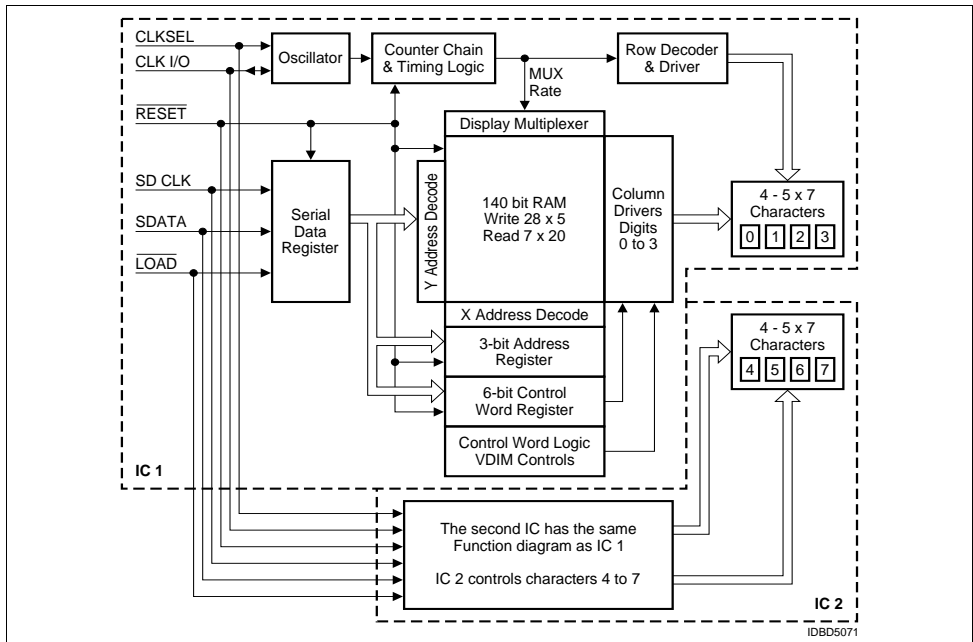 CLKSEL
CLK I/O
RESET
SD CLK
SDATA
LOAD
Oscillator
Counter Chain
& Timing Logic
MUX
Rate
Row Decoder
& Driver
Display Multiplexer
Serial
Data
Register
Y Address Decode
140 bit RAM
Write 28 x 5
Read 7 x 20
Column
Drivers
Digits
0 to 3
4 - 5 x 7
Characters
0 1 2 3
X Address Decode
3-bit Address
Register
6-bit Control
Word Register
Control Word Logic
VDIM Controls
IC 1
4 - 5 x 7
Characters
4 5 6 7
The second IC has the same
Function diagram as IC 1
IC 2 controls characters 4 to 7
IC 2
IDBD5071